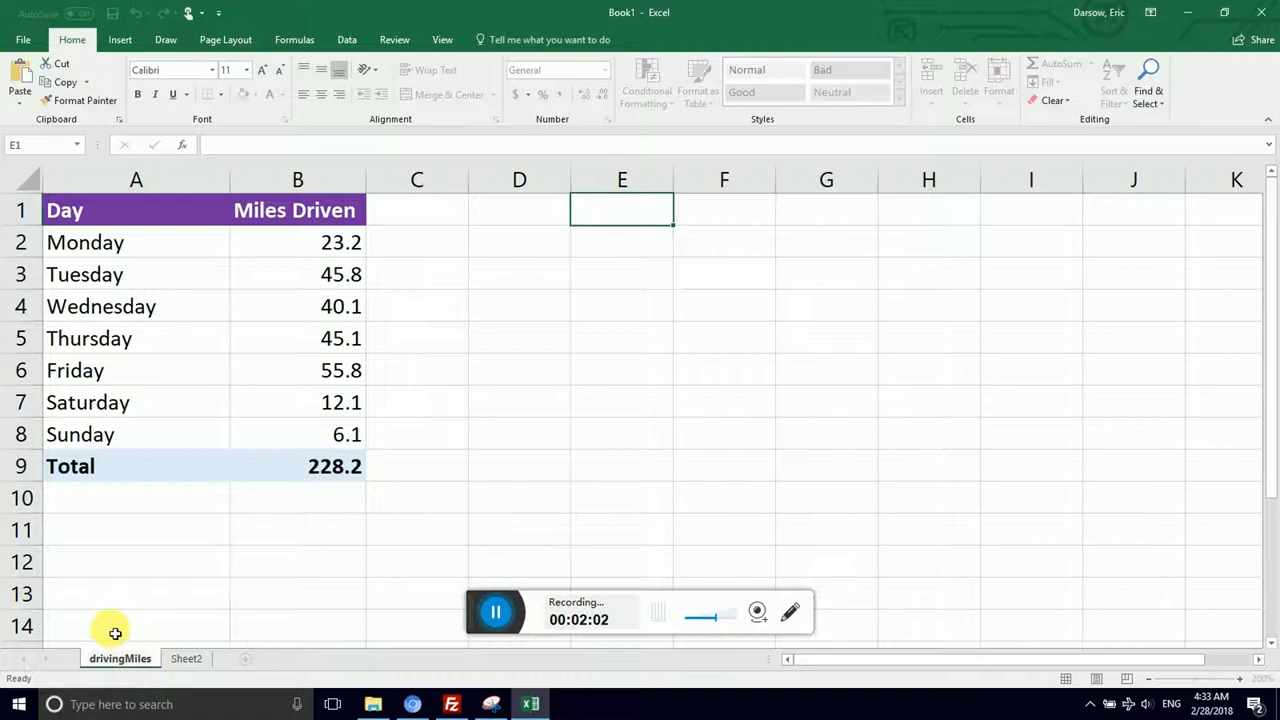 AutoSave Off
Book1 - Excel
Darsow, Eric
File Home Insert Draw Page Layout Formulas Data Review View Tell me what you want to do Share
Paste
Cut
Copy
Format Painter
Clipboard
Calibri 11
B I U
Font
Wrap Text
Merge & Center
Alignment
General
$ % ,
Number
Conditional Formatting
Format as Table
Normal Bad
Good Neutral
Styles
Insert Delete Format
Cells
AutoSum
Fill
Clear
Sort & Filter
Find & Select
Editing
E1 fx
A B C D E F G H I J K
1 Day Miles Driven
2 Monday 23.2
3 Tuesday 45.8
4 Wednesday 40.1
5 Thursday 45.1
6 Friday 55.8
7 Saturday 12.1
8 Sunday 6.1
9 Total 228.2
10
11
12
13
14
Recording...
00:02:02
drivingMiles Sheet2
Ready
200%
Type here to search
ENG
4:33 AM
2/28/2018
2